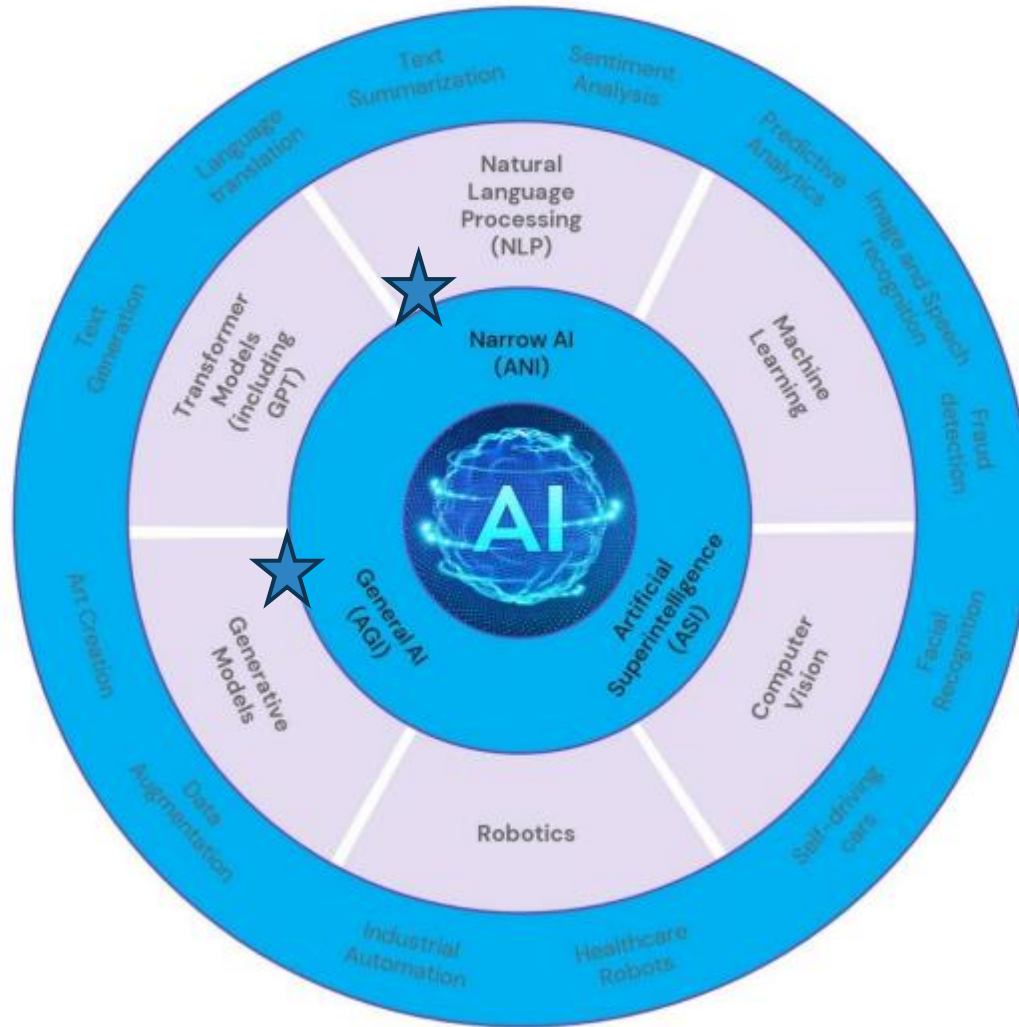 Text
Summarization
Sentiment
Analysis
Predictive
Analytics
Image and Speech
recognition
Fraud
detection
Facial
Recognition
Self-driving
cars
Healthcare
Robots
Industrial
Automation
Data
Augmentation
Art Creation
Text
Generation
Language
translation
Natural
Language
Processing
(NLP)
Machine
Learning
Computer
Vision
Robotics
Generative
Models
Transformer
Models
(including
GPT)
Narrow AI
(ANI)
Artificial
Superintelligence
(ASI)
General AI
(AGI)
AI